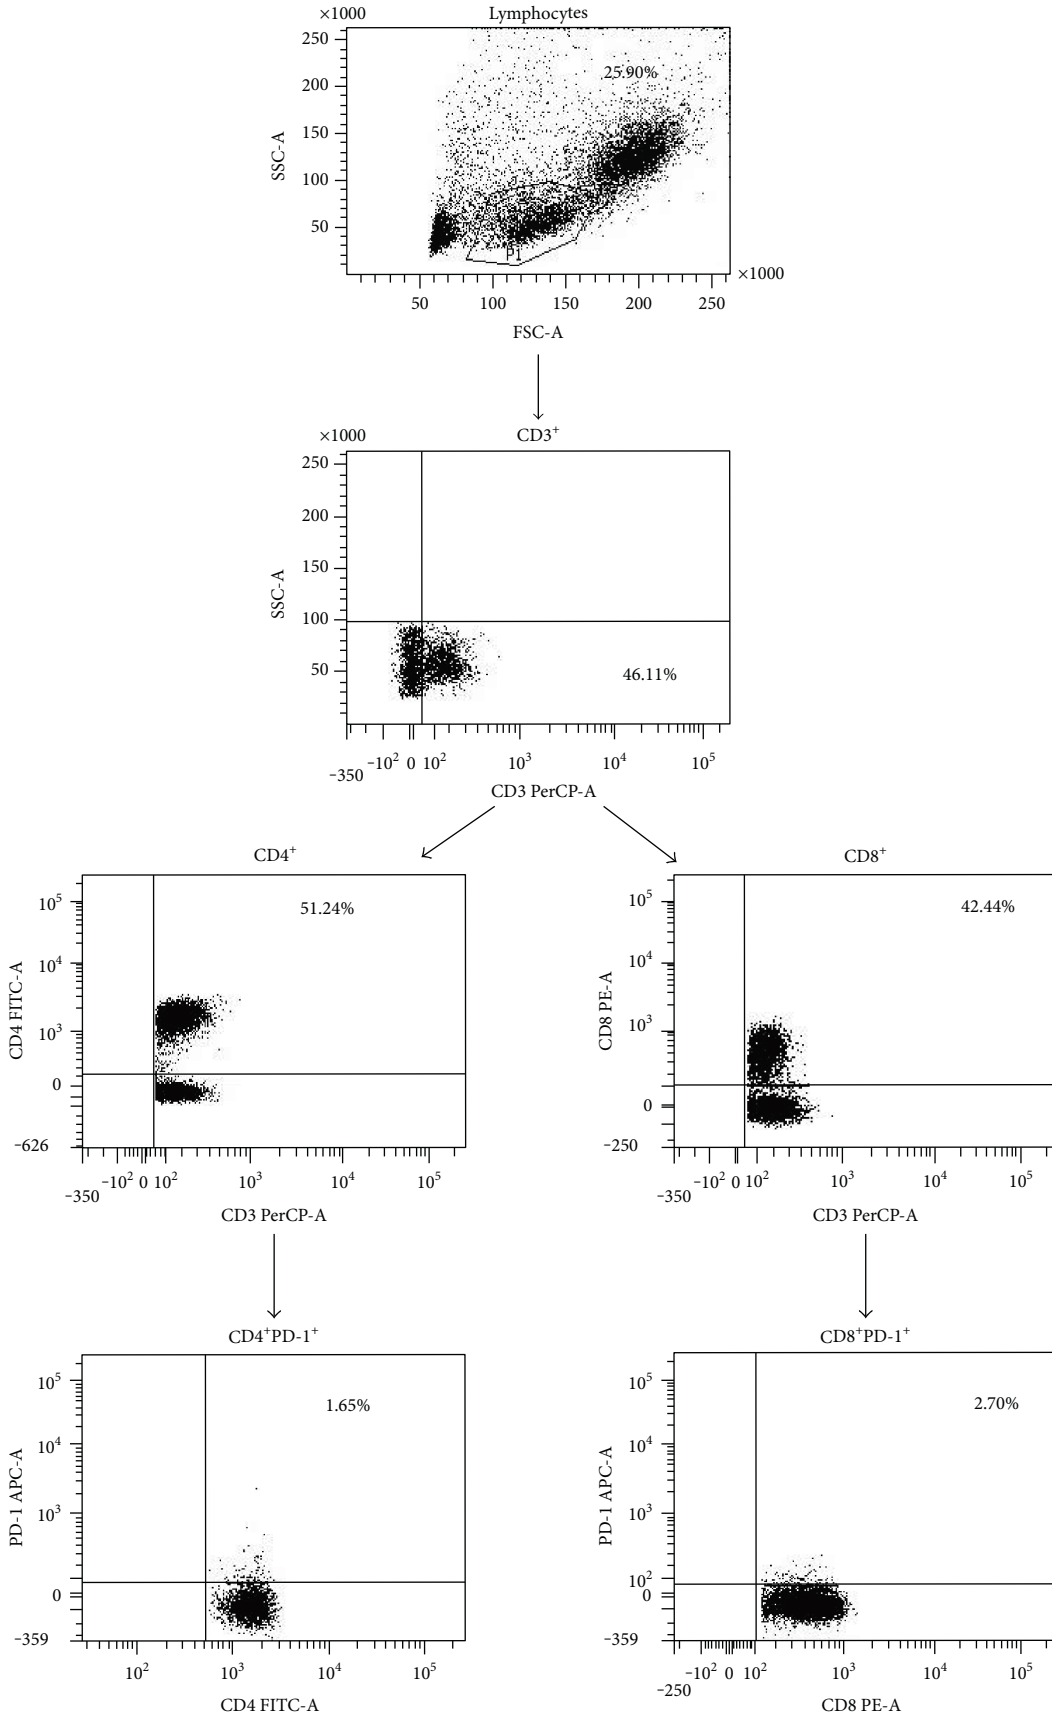 ×1000 Lymphocytes
250
200
150
100
50
SSC-A
25.90%
P1
×1000
50 100 150 200 250
FSC-A
×1000 CD3⁺
250
200
150
100
50
SSC-A
46.11%
-350 -10² 0 10² 10³ 10⁴ 10⁵
CD3 PerCP-A
CD4⁺
10⁵
10⁴
10³
0
-626
CD4 FITC-A
51.24%
-350 -10² 0 10² 10³ 10⁴ 10⁵
CD3 PerCP-A
CD8⁺
10⁵
10⁴
10³
0
-250
CD8 PE-A
42.44%
-350 -10² 0 10² 10³ 10⁴ 10⁵
CD3 PerCP-A
CD4⁺PD-1⁺
10⁵
10⁴
10³
0
-359
PD-1 APC-A
1.65%
10² 10³ 10⁴ 10⁵
CD4 FITC-A
CD8⁺PD-1⁺
10⁵
10⁴
10³
10²
0
-359
PD-1 APC-A
2.70%
-250 -10² 0 10² 10³ 10⁴ 10⁵
CD8 PE-A